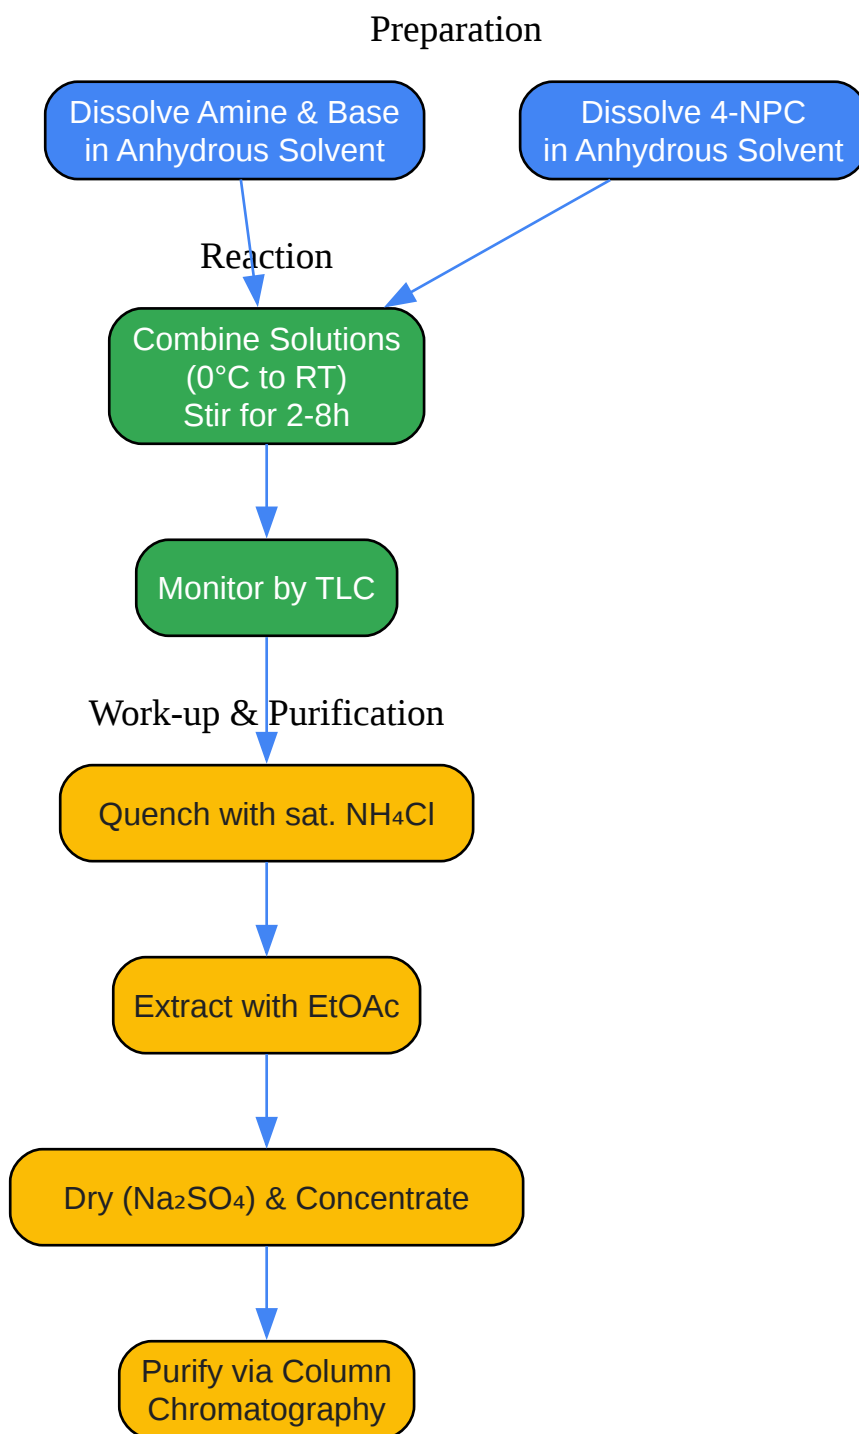 Preparation
Dissolve Amine & Base
in Anhydrous Solvent
Dissolve 4-NPC
in Anhydrous Solvent
Reaction
Combine Solutions
(0°C to RT)
Stir for 2-8h
Monitor by TLC
Work-up & Purification
Quench with sat. NH₄Cl
Extract with EtOAc
Dry (Na₂SO₄) & Concentrate
Purify via Column
Chromatography